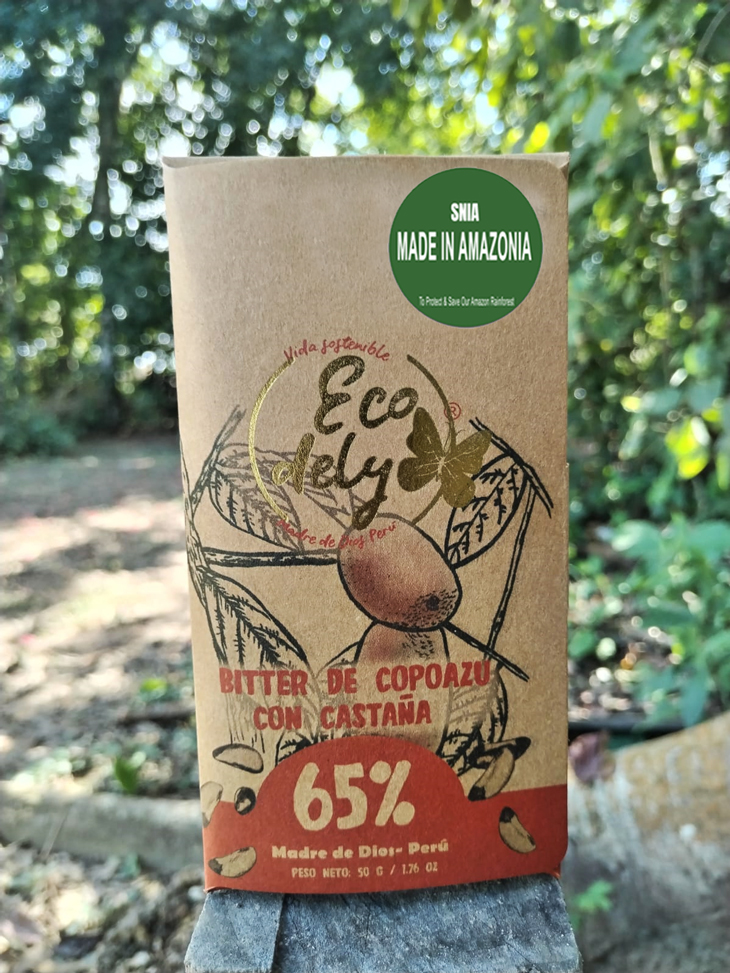 SNIA
MADE IN AMAZONIA
To Protect & Save Our Amazon Rainforest
Vida sostenible
Eco
dely
®
Madre de Dios Perú
BITTER DE COPOAZU
CON CASTAÑA
65%
Madre de Dios- Perú
PESO NETO: 50 G / 1.76 OZ